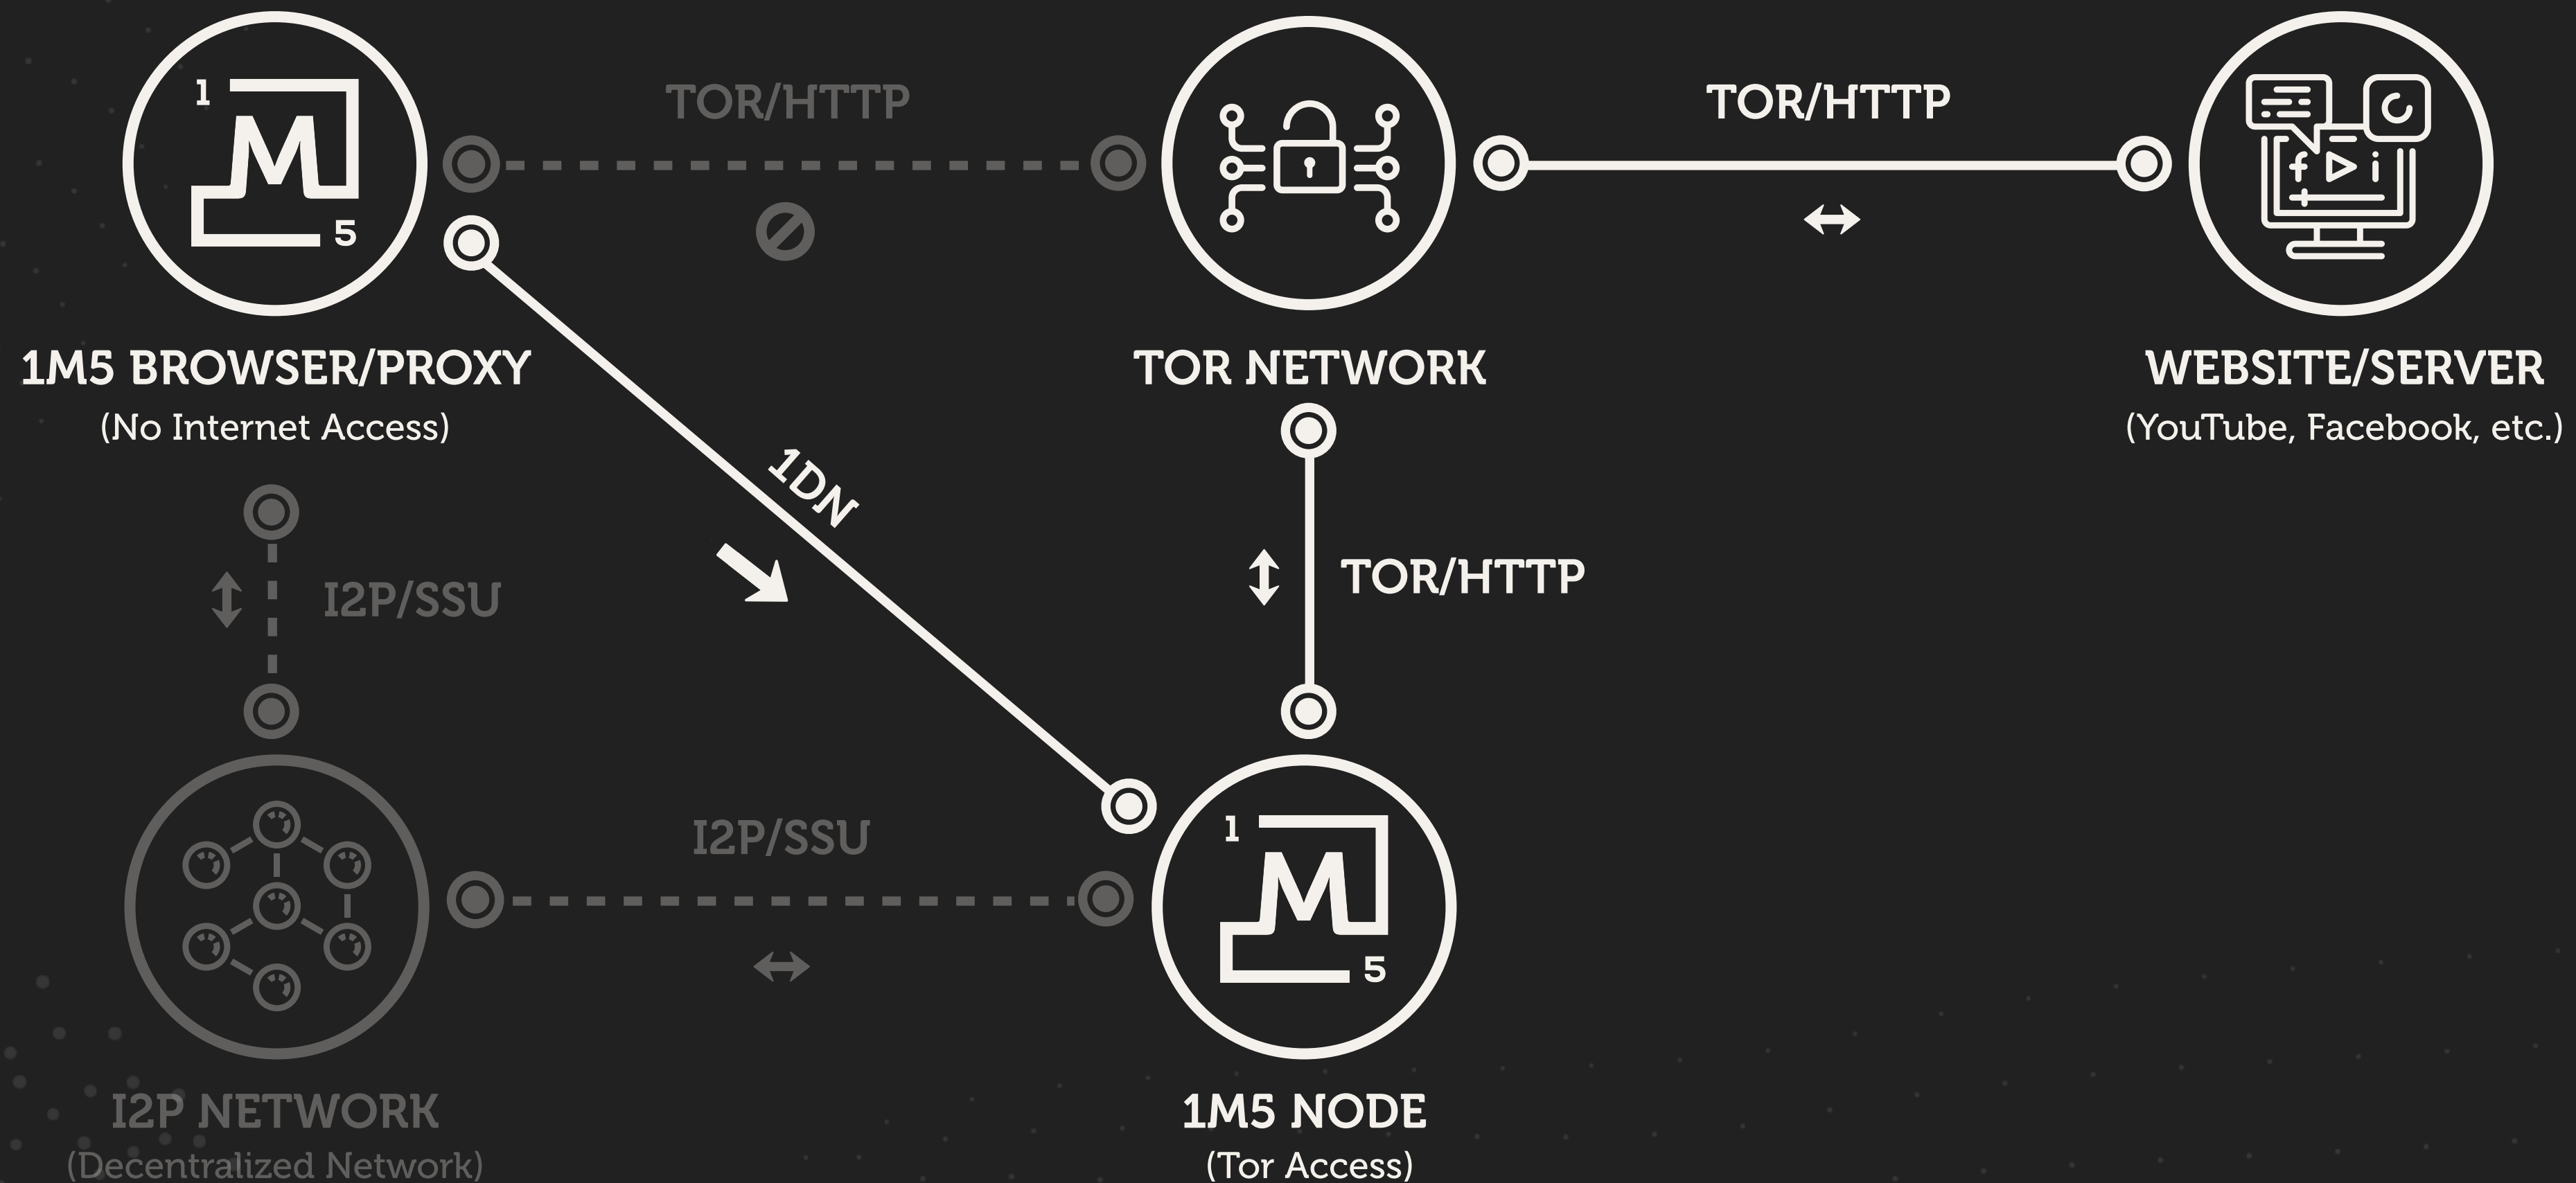 1
M
5
TOR/HTTP
TOR/HTTP
f
i
t
1M5 BROWSER/PROXY
(No Internet Access)
TOR NETWORK
WEBSITE/SERVER
(YouTube, Facebook, etc.)
1DN
I2P/SSU
TOR/HTTP
I2P/SSU
1
M
5
I2P NETWORK
(Decentralized Network)
1M5 NODE
(Tor Access)